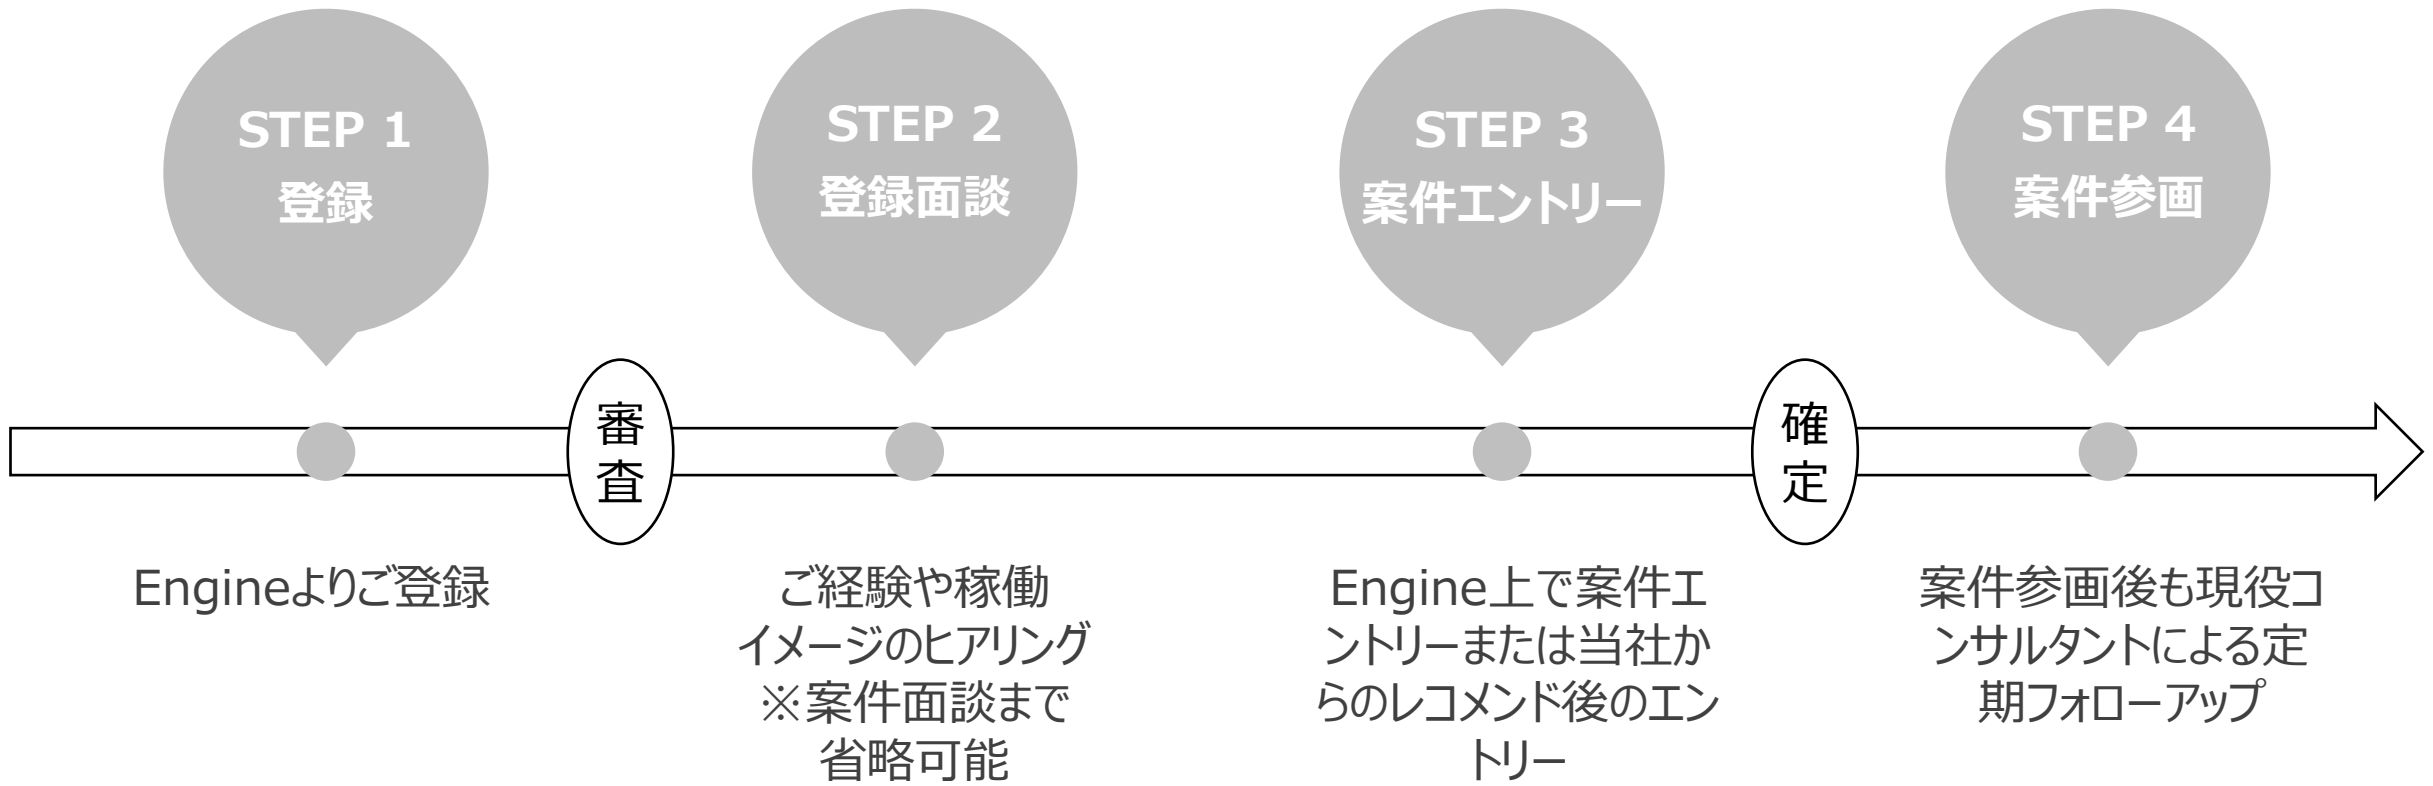 STEP 1
登録
STEP 2
登録面談
STEP 3
案件エントリー
STEP 4
案件参画
審
査
確
定
Engineよりご登録
ご経験や稼働
イメージのヒアリング
※案件面談まで
省略可能
Engine上で案件エ
ントリーまたは当社か
らのレコメンド後のエン
トリー
案件参画後も現役コ
ンサルタントによる定
期フォローアップ